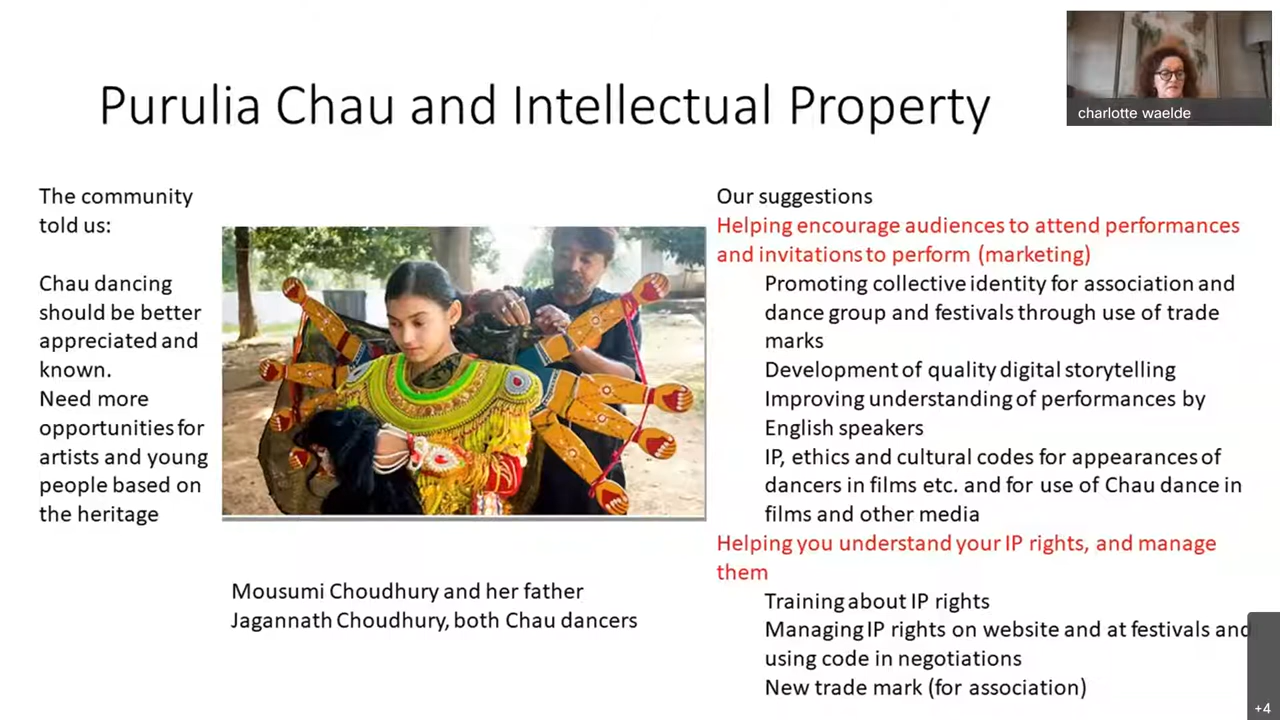 Purulia Chau and Intellectual Property
charlotte waelde
The community
told us:
Chau dancing
should be better
appreciated and
known.
Need more
opportunities for
artists and young
people based on
the heritage
Mousumi Choudhury and her father
Jagannath Choudhury, both Chau dancers
Our suggestions
Helping encourage audiences to attend performances
and invitations to perform (marketing)
Promoting collective identity for association and
dance group and festivals through use of trade
marks
Development of quality digital storytelling
Improving understanding of performances by
English speakers
IP, ethics and cultural codes for appearances of
dancers in films etc. and for use of Chau dance in
films and other media
Helping you understand your IP rights, and manage
them
Training about IP rights
Managing IP rights on website and at festivals and
using code in negotiations
New trade mark (for association)
+4